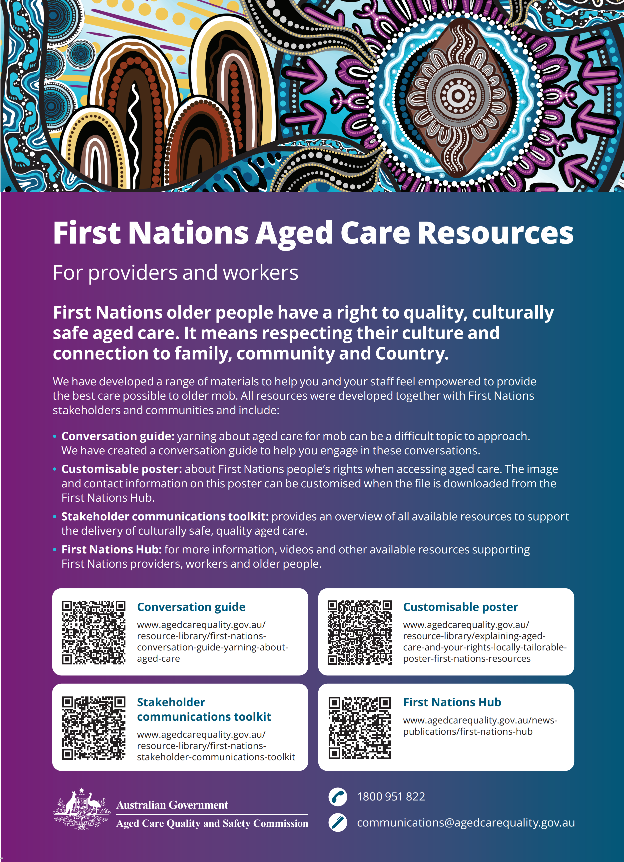 First Nations Aged Care Resources
For providers and workers
First Nations older people have a right to quality, culturally
safe aged care. It means respecting their culture and
connection to family, community and Country.
We have developed a range of materials to help you and your staff feel empowered to provide
the best care possible to older mob. All resources were developed together with First Nations
stakeholders and communities and include:
• Conversation guide: yarning about aged care for mob can be a difficult topic to approach.
We have created a conversation guide to help you engage in these conversations.
• Customisable poster: about First Nations people's rights when accessing aged care. The image
and contact information on this poster can be customised when the file is downloaded from the
First Nations Hub.
• Stakeholder communications toolkit: provides an overview of all available resources to support
the delivery of culturally safe, quality aged care.
• First Nations Hub: for more information, videos and other available resources supporting
First Nations providers, workers and older people.
Conversation guide
www.agedcarequality.gov.au/
resource-library/first-nations-
conversation-guide-yarning-about-
aged-care
Customisable poster
www.agedcarequality.gov.au/
resource-library/explaining-aged-
care-and-your-rights-locally-tailorable-
poster-first-nations-resources
Stakeholder
communications toolkit
www.agedcarequality.gov.au/
resource-library/first-nations-
stakeholder-communications-toolkit
First Nations Hub
www.agedcarequality.gov.au/news-
publications/first-nations-hub
Australian Government
Aged Care Quality and Safety Commission
1800 951 822
communications@agedcarequality.gov.au